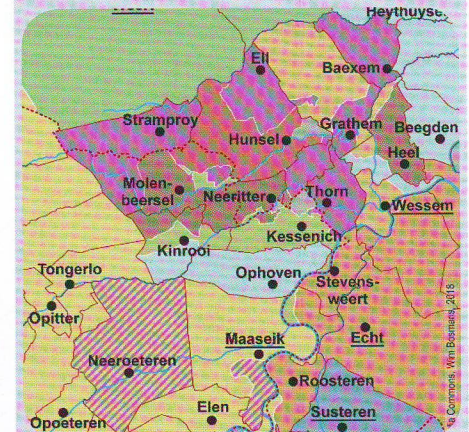 Heythuyse
Ell
Baexem
Stramproy
Hunsel
Grathem
Beegden
Heel
Molen-
beersel
Neeritter
Thorn
Wessem
Kessenich
Kinrooi
Tongerlo
Ophoven
Stevens-
weert
Opitter
Maaseik
Echt
Neeroeteren
Roosteren
Elen
Susteren
Opoeteren
a Commons, Wim Bosmans, 2018